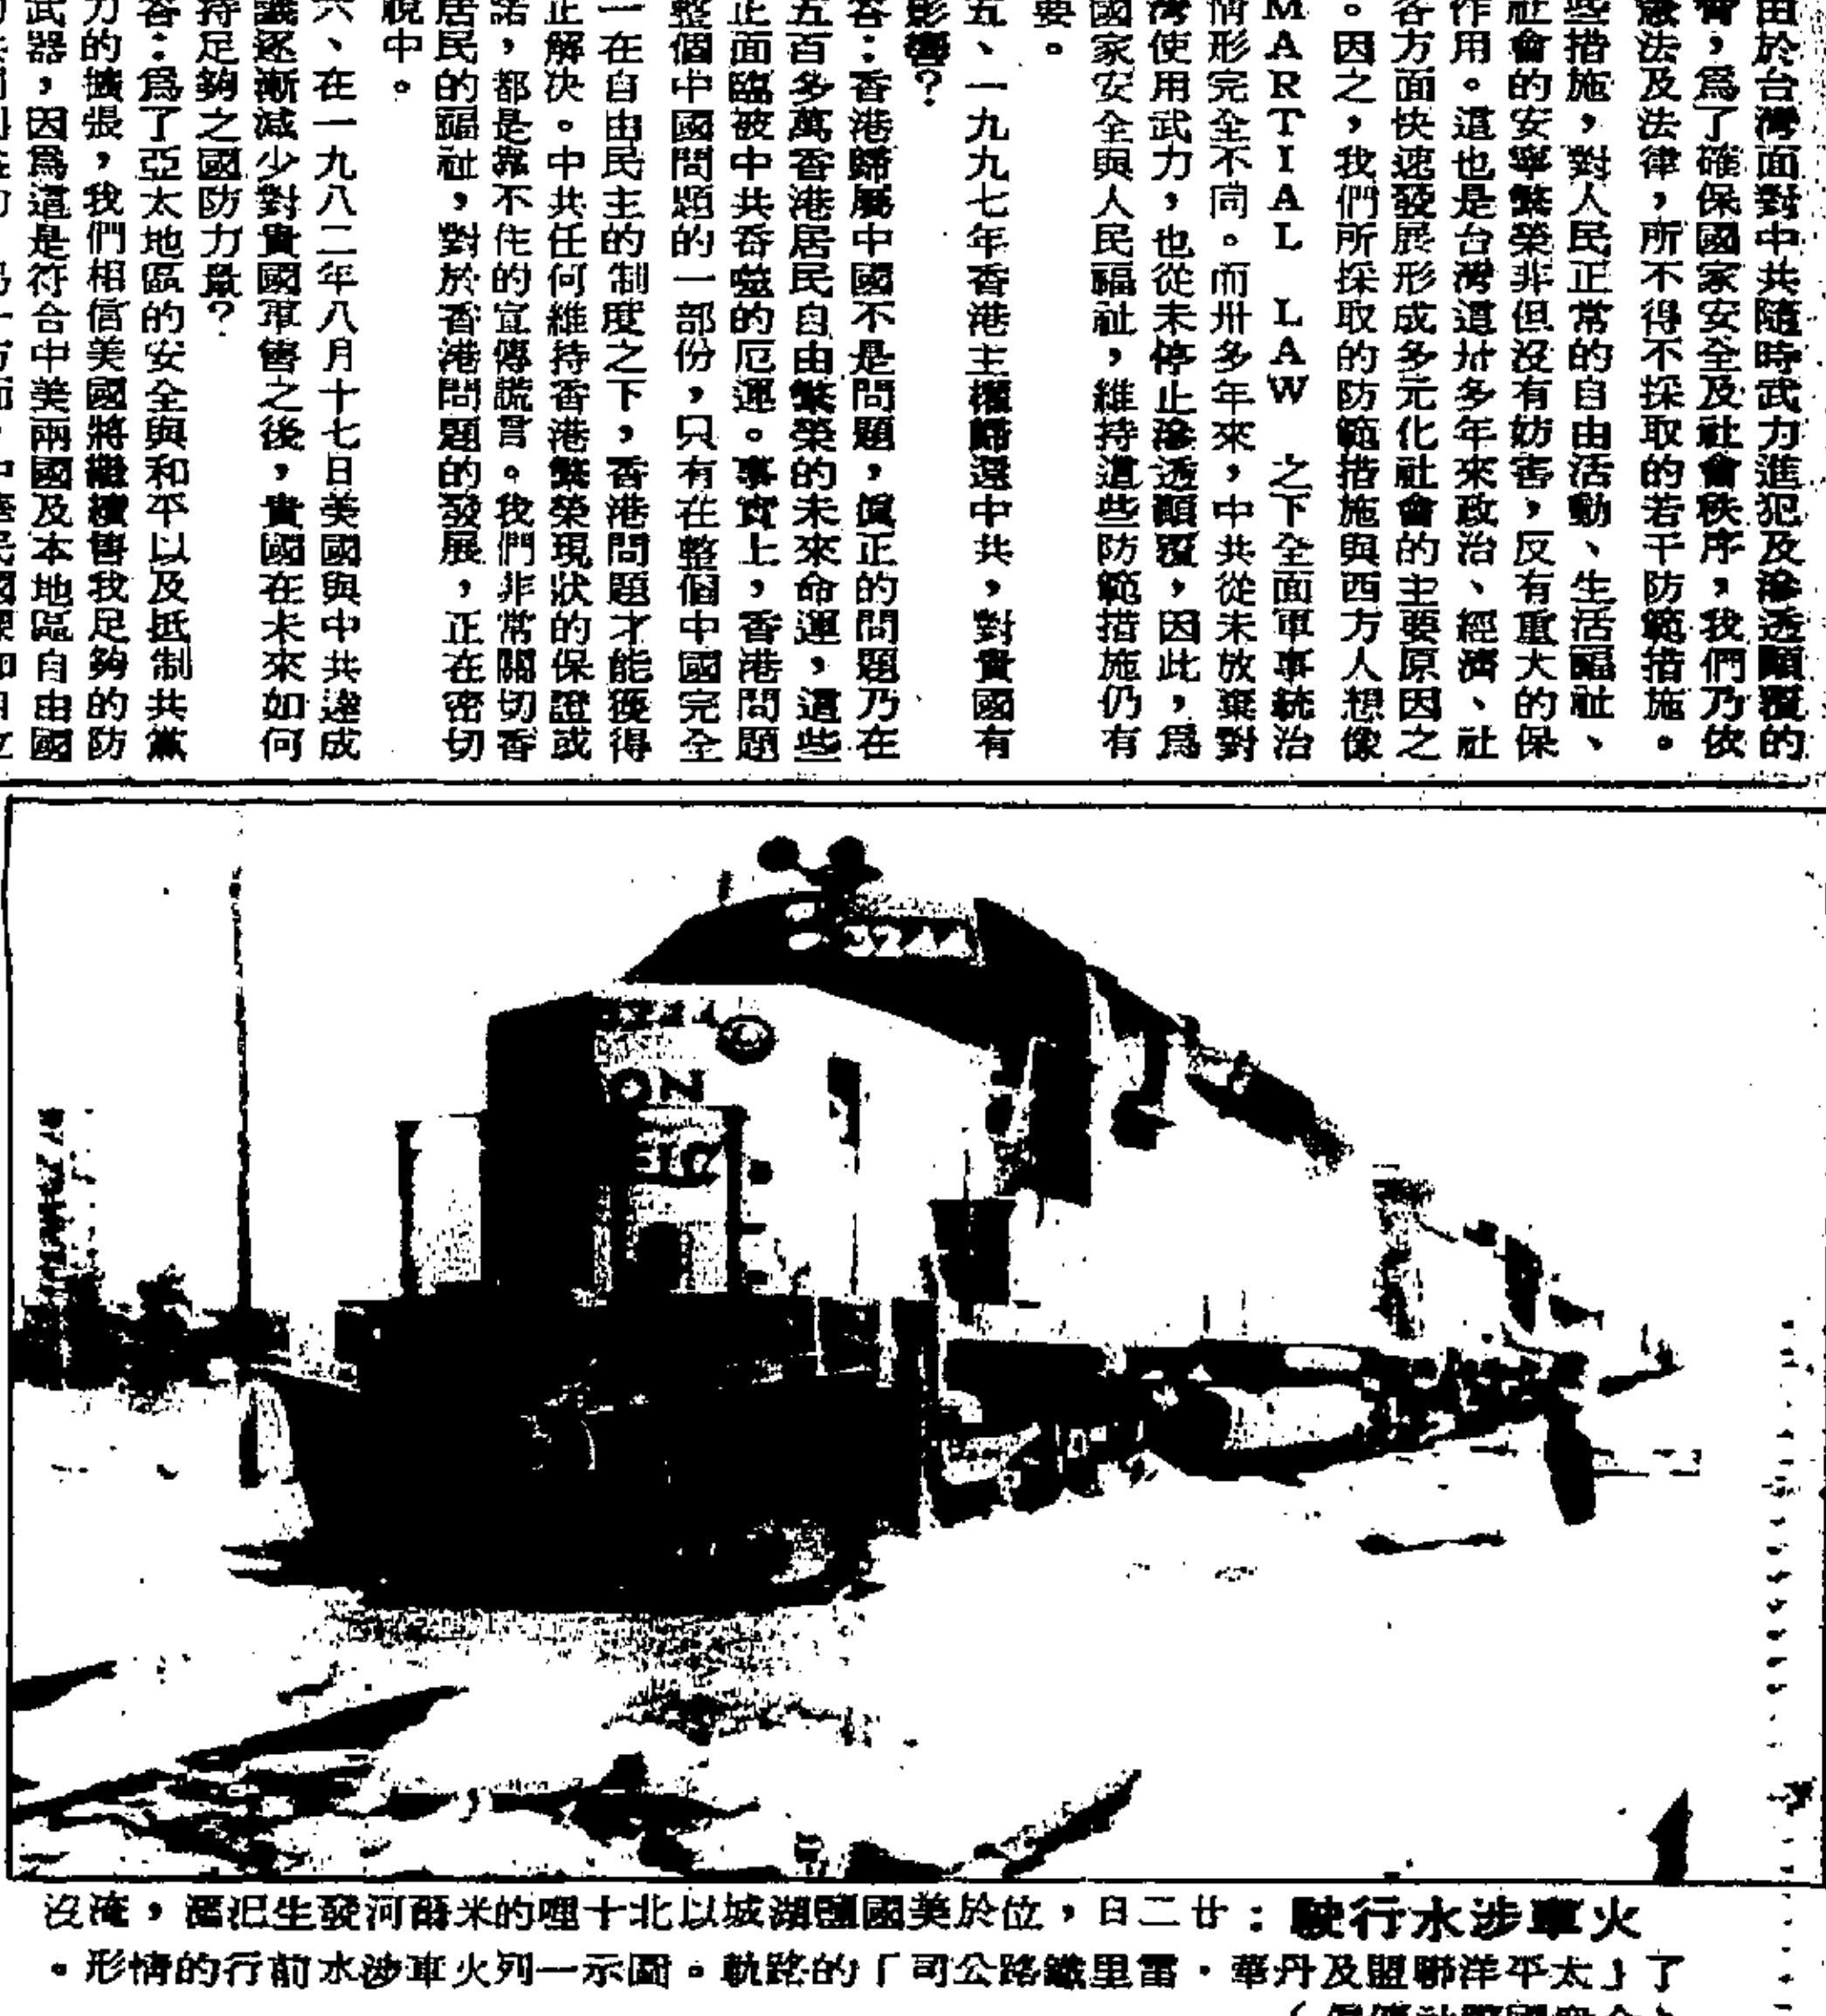 由於台灣面對中共隨時武力進犯及滲透顛覆的
脅，爲了確保國家安全及社會秩序，我們乃依
憲法及法律，所不得不採取的若干防範措施。
些措施，對人民正常的自由活動、生活福祉、
社會的安寧繁榮非但沒有妨害，反有重大的保
作用。這也是台灣這卅多年來政治、經濟、社
各方面快速發展形成多元化社會的主要原因之
。因之，我們所採取的防範措施與西方人想像
MARTIAL LAW 之下全面軍事統治
情形完全不同。而卅多年來，中共從未放棄對
灣使用武力，也從未停止滲透顛覆，因此，爲
國家安全與人民福祉，維持這些防範措施仍有
要。
五、一九九七年香港主權歸還中共，對貴國有
影響？
答：香港歸屬中國不是問題，眞正的問題乃在
五百多萬香港居民自由繁榮的未來命運，這些
正面臨被中共吞噬的厄運。事實上，香港問題
整個中國問題的一部份，只有在整個中國完全
一在自由民主的制度之下，香港問題才能獲得
正解決。中共任何維持香港繁榮現狀的保證或
諾，都是靠不住的宣傳謊言。我們非常關切香
居民的福祉，對於香港問題的發展，正在密切
視中。
六、在一九八二年八月十七日美國與中共達成
議逐漸減少對貴國軍售之後，貴國在未來如何
持足夠之國防力量？
答：爲了亞太地區的安全與和平以及抵制共黨
力的擴張，我們相信美國將繼續售我足夠的防
武器，因爲這是符合中美兩國及本地區自由國
3244
火車涉水行駛：廿二日，位於美國鹽湖城以北十哩的米爾河發生氾濫，淹沒
了「太平洋聯盟及丹華·雷里鐵路公司」的路軌。圖示一列火車涉水前行的情形。